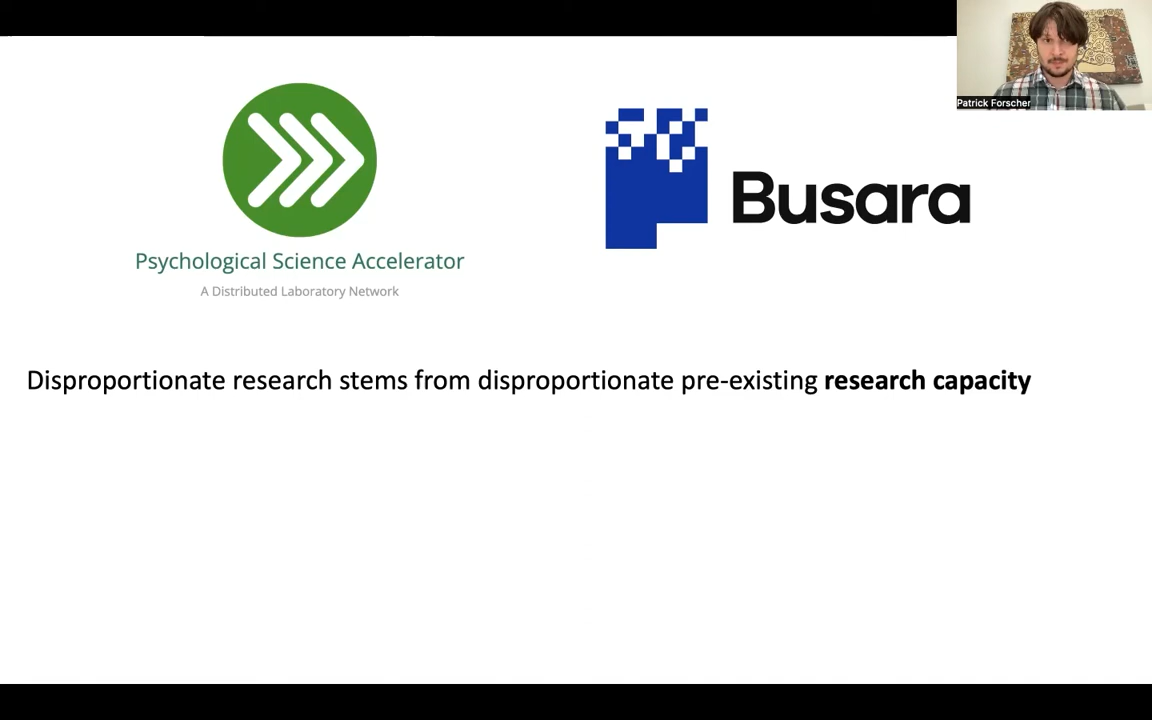 Patrick Forscher
Psychological Science Accelerator
A Distributed Laboratory Network
Busara
Disproportionate research stems from disproportionate pre-existing research capacity